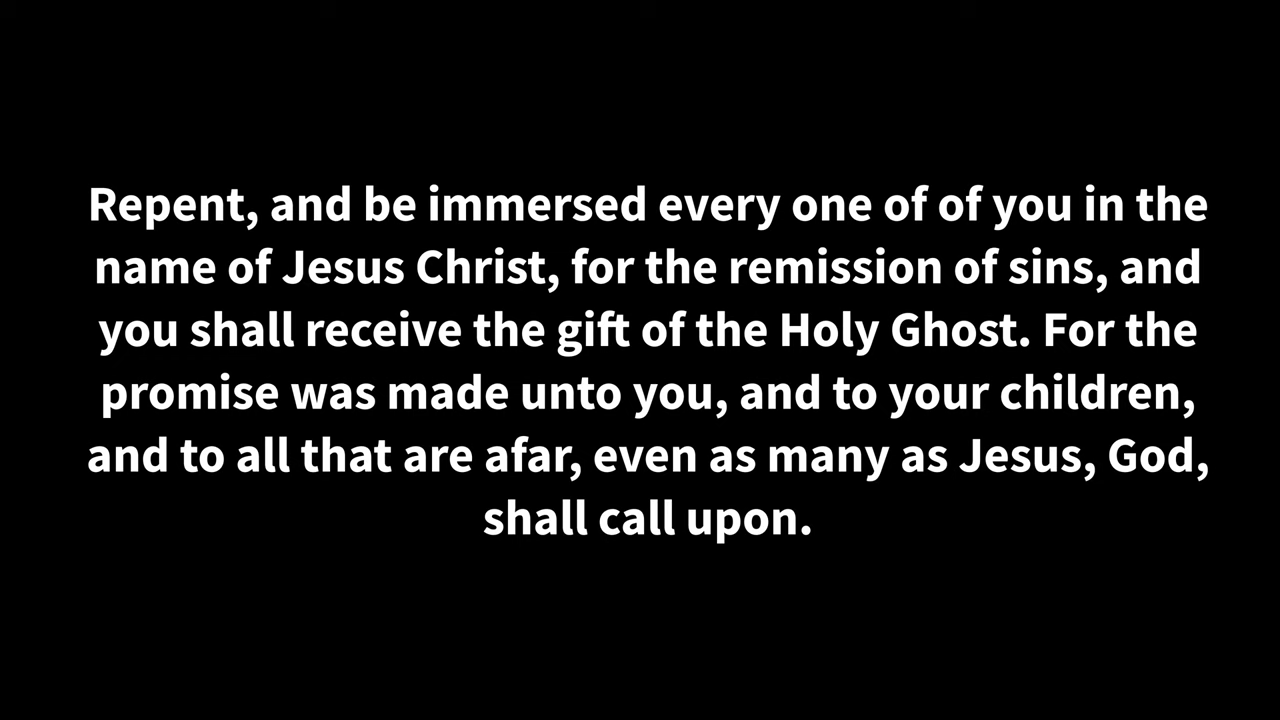 Repent, and be immersed every one of of you in the
name of Jesus Christ, for the remission of sins, and
you shall receive the gift of the Holy Ghost. For the
promise was made unto you, and to your children,
and to all that are afar, even as many as Jesus, God,
shall call upon.